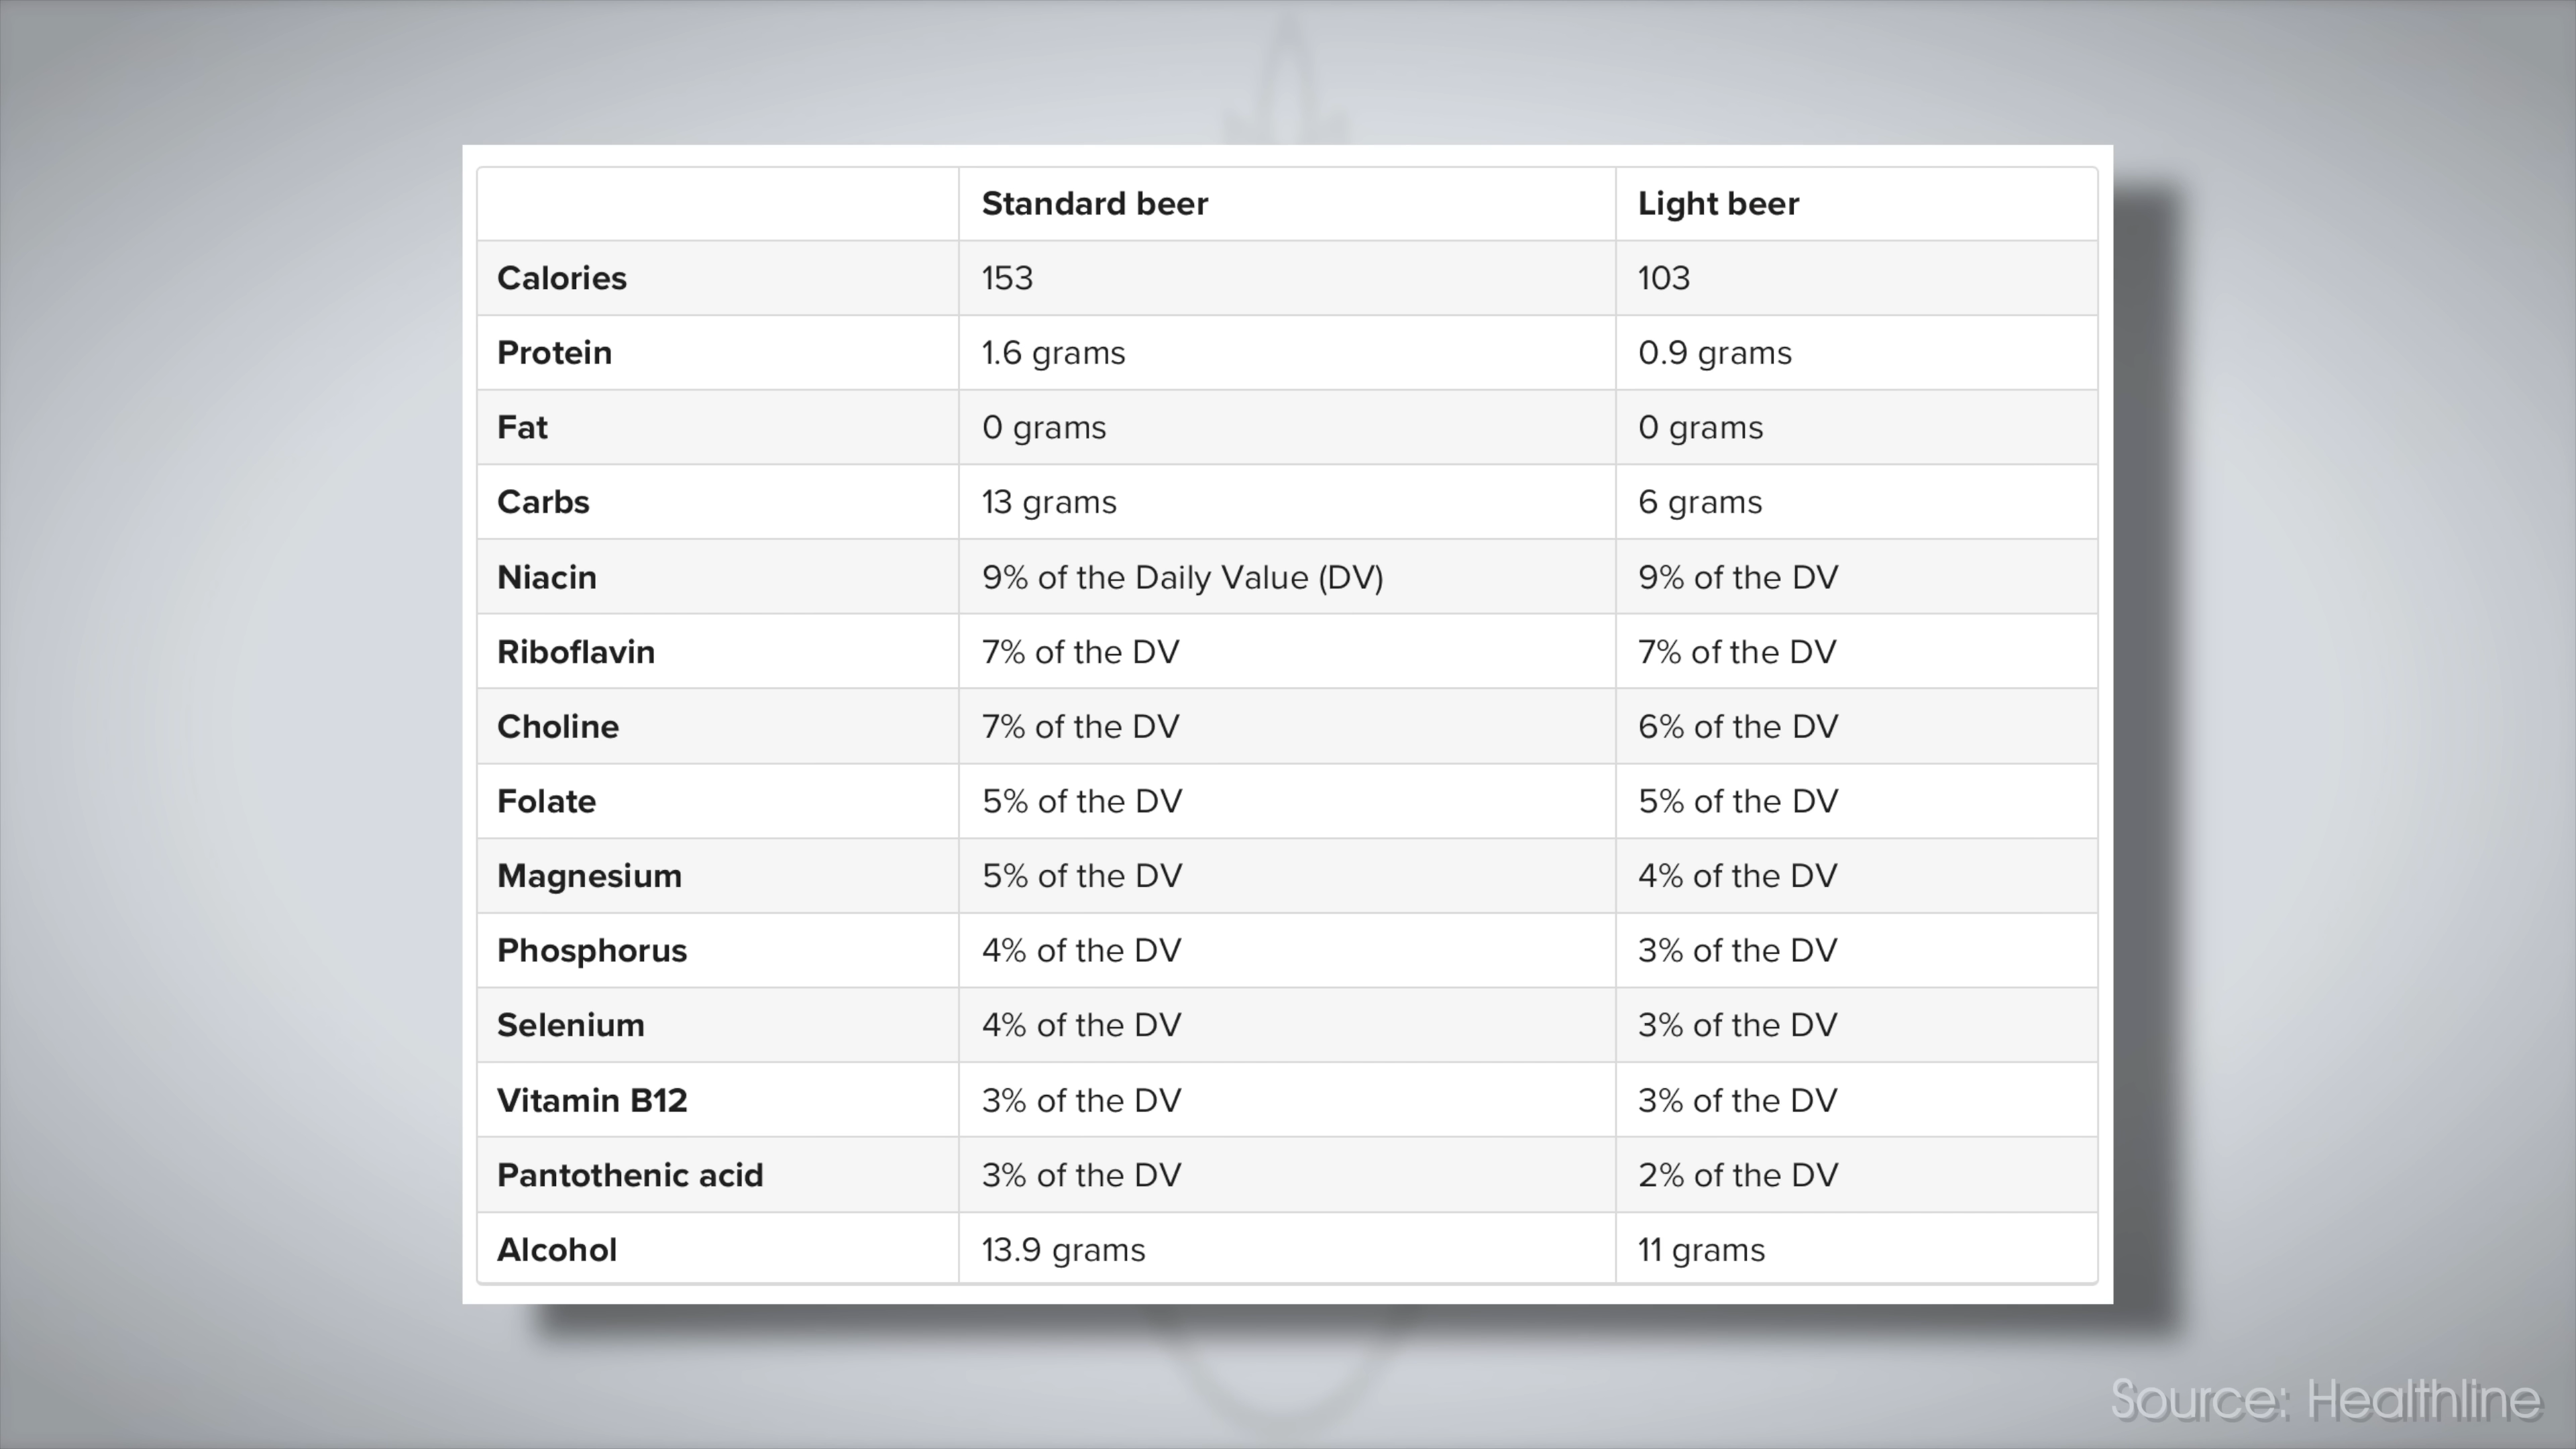 Standard beer Light beer
Calories 153 103
Protein 1.6 grams 0.9 grams
Fat 0 grams 0 grams
Carbs 13 grams 6 grams
Niacin 9% of the Daily Value (DV) 9% of the DV
Riboflavin 7% of the DV 7% of the DV
Choline 7% of the DV 6% of the DV
Folate 5% of the DV 5% of the DV
Magnesium 5% of the DV 4% of the DV
Phosphorus 4% of the DV 3% of the DV
Selenium 4% of the DV 3% of the DV
Vitamin B12 3% of the DV 3% of the DV
Pantothenic acid 3% of the DV 2% of the DV
Alcohol 13.9 grams 11 grams
Source: Healthline